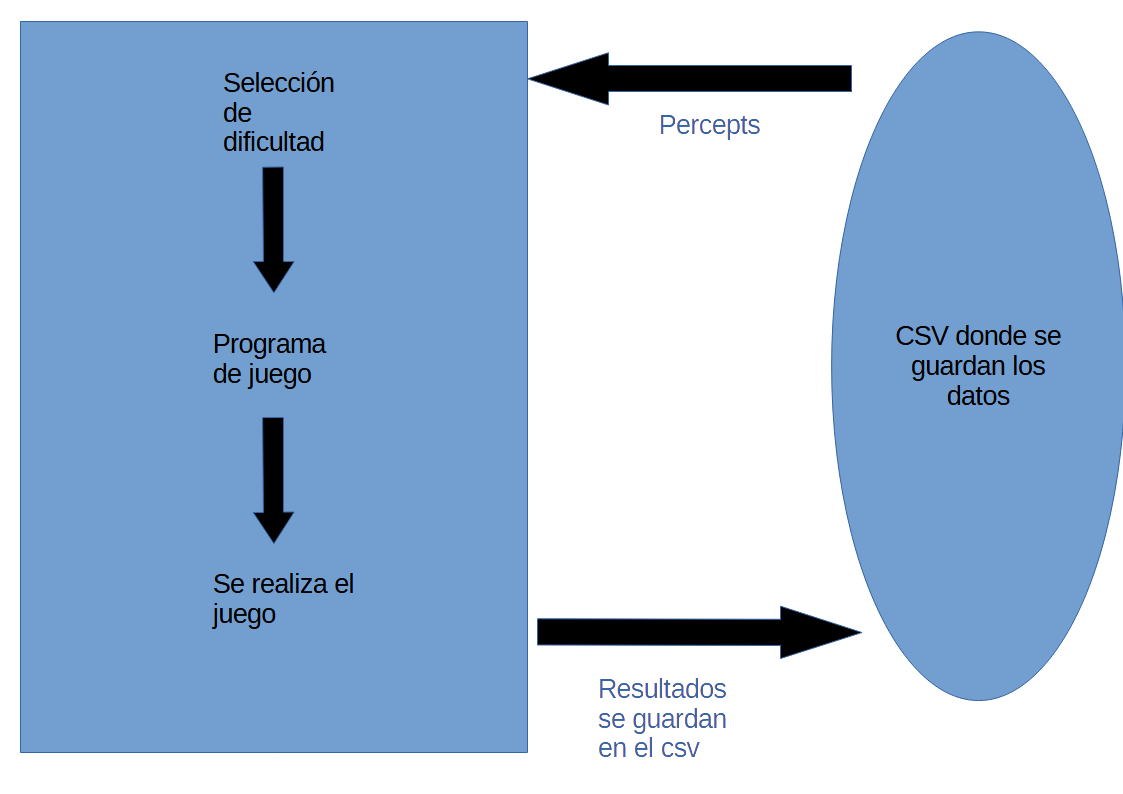 Selección
de
dificultad
Programa
de juego
Se realiza el
juego
Percepts
Resultados
se guardan
en el csv
CSV donde se
guardan los
datos